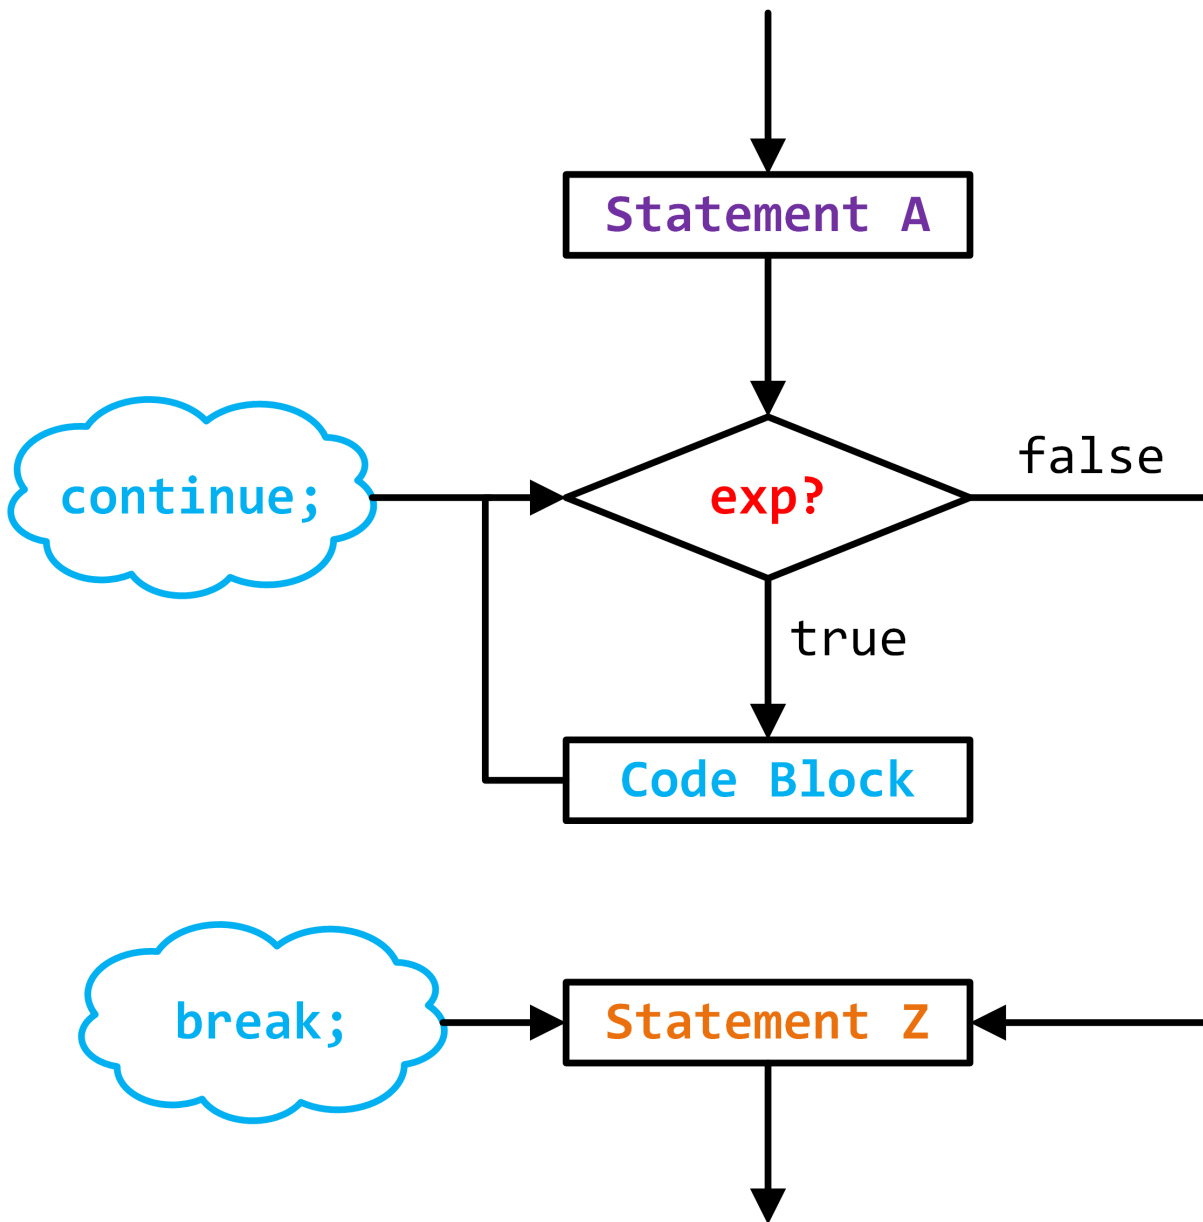 Statement A
false
continue;
exp?
true
Code Block
break;
Statement Z